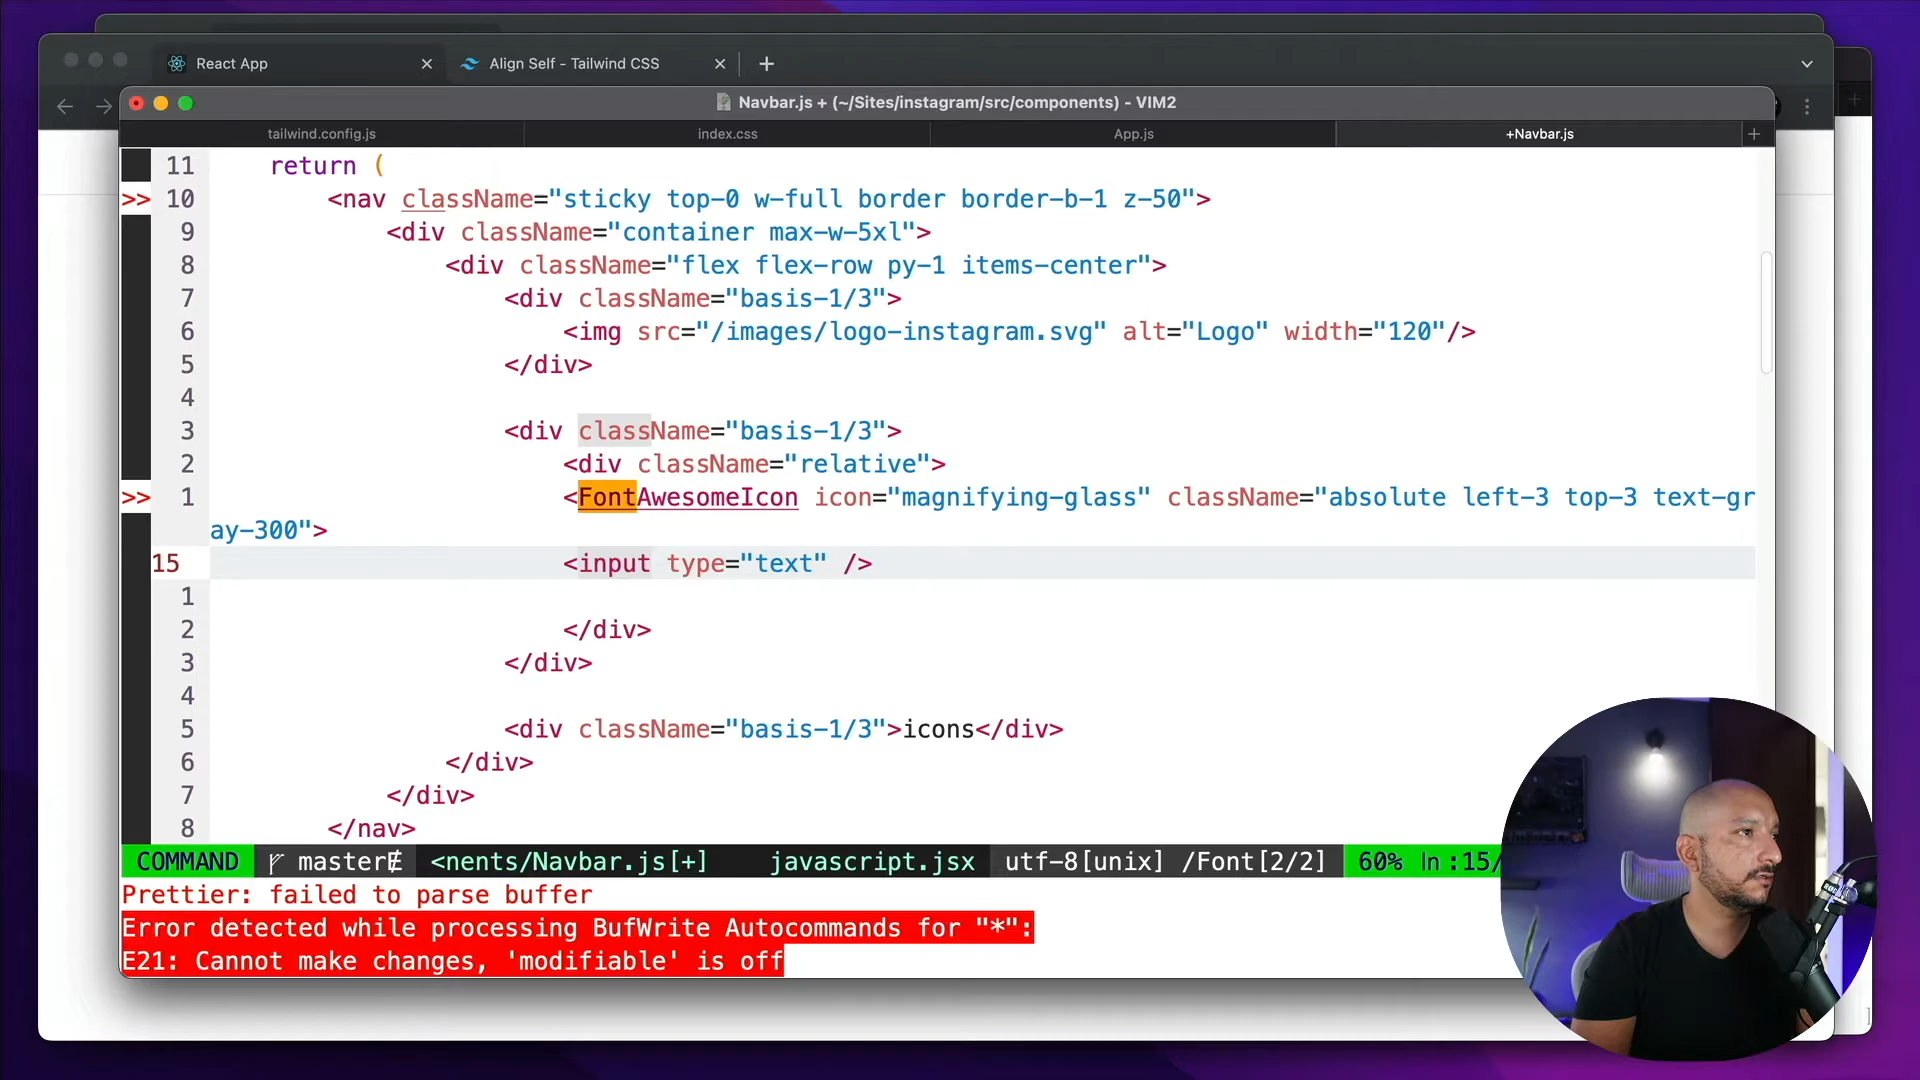 React App
Align Self - Tailwind CSS
Navbar.js + (~/Sites/instagram/src/components) - VIM2
tailwind.config.js
index.css
App.js
+Navbar.js
11 return (
>> 10 <nav className="sticky top-0 w-full border border-b-1 z-50">
9 <div className="container max-w-5xl">
8 <div className="flex flex-row py-1 items-center">
7 <div className="basis-1/3">
6 <img src="/images/logo-instagram.svg" alt="Logo" width="120"/>
5 </div>
4
3 <div className="basis-1/3">
2 <div className="relative">
>> 1 <FontAwesomeIcon icon="magnifying-glass" className="absolute left-3 top-3 text-gr
ay-300">
15 <input type="text" />
1
2 </div>
3 </div>
4
5 <div className="basis-1/3">icons</div>
6 </div>
7 </div>
8 </nav>
COMMAND master <nents/Navbar.js[+] javascript.jsx utf-8[unix] /Font[2/2] 60% ln :15/
Prettier: failed to parse buffer
Error detected while processing BufWrite Autocommands for "*":
E21: Cannot make changes, 'modifiable' is off